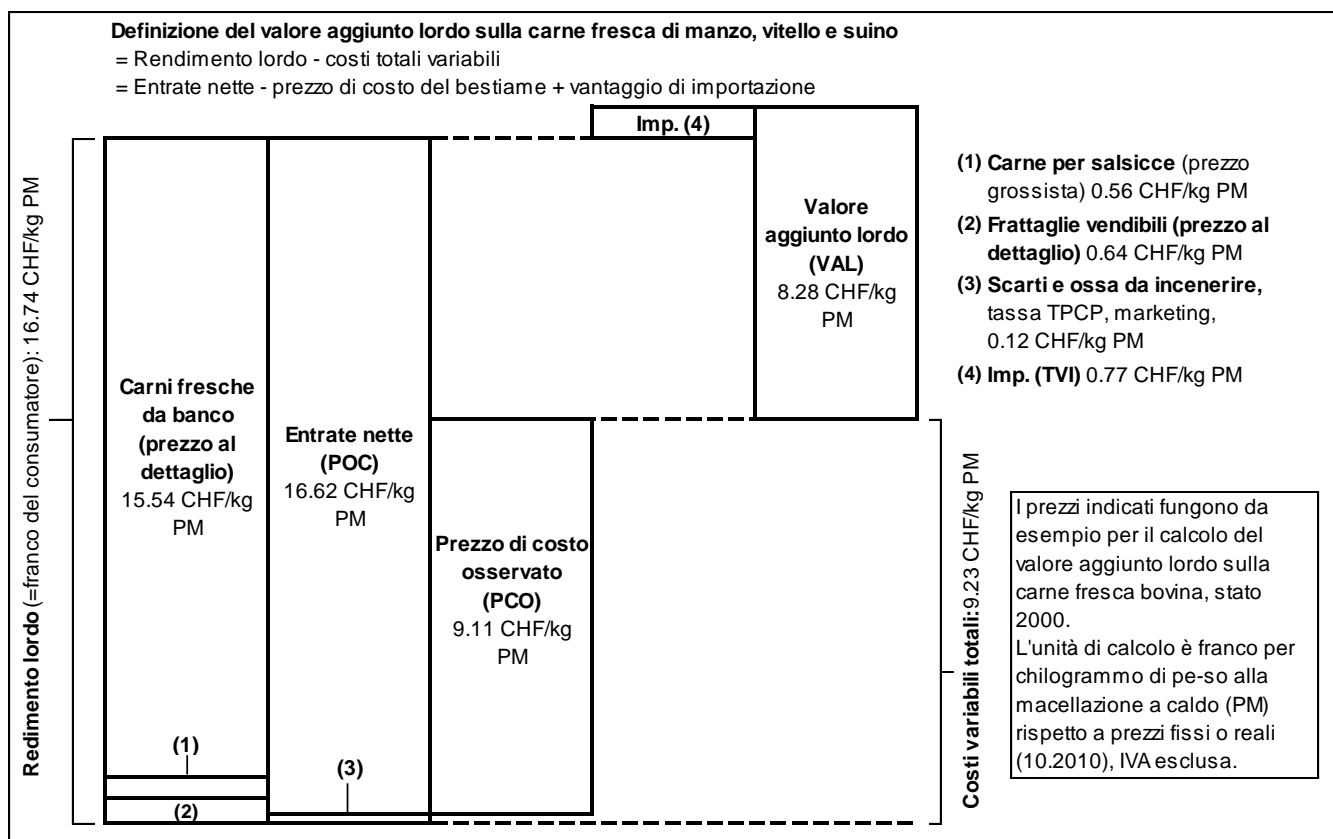 Definizione del valore aggiunto lordo sulla carne fresca di manzo, vitello e suino
= Rendimento lordo - costi totali variabili
= Entrate nette - prezzo di costo del bestiame + vantaggio di importazione
Redimento lordo (=franco del consumatore): 16.74 CHF/kg PM
Carni fresche
da banco
(prezzo al
dettaglio)
15.54 CHF/kg
PM
(1)
(2)
Entrate nette
(POC)
16.62 CHF/kg
PM
(3)
Prezzo di costo
osservato
(PCO)
9.11 CHF/kg
PM
Imp. (4)
Valore
aggiunto lordo
(VAL)
8.28 CHF/kg
PM
Costi variabili totali:9.23 CHF/kg PM
(1) Carne per salsicce (prezzo
grossista) 0.56 CHF/kg PM
(2) Frattaglie vendibili (prezzo al
dettaglio) 0.64 CHF/kg PM
(3) Scarti e ossa da incenerire,
tassa TPCP, marketing,
0.12 CHF/kg PM
(4) Imp. (TVI) 0.77 CHF/kg PM
I prezzi indicati fungono da
esempio per il calcolo del
valore aggiunto lordo sulla
carne fresca bovina, stato
2000.
L'unità di calcolo è franco per
chilogrammo di pe-so alla
macellazione a caldo (PM)
rispetto a prezzi fissi o reali
(10.2010), IVA esclusa.